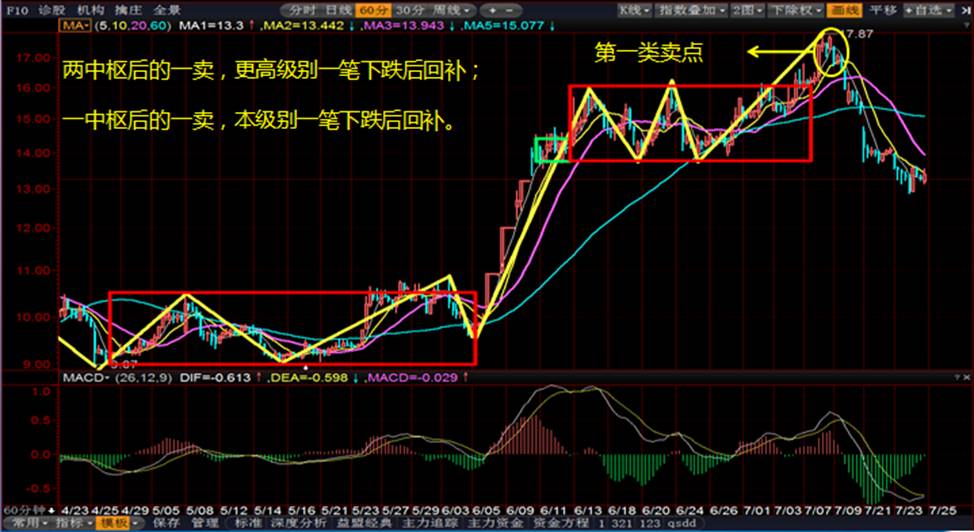 F10 诊股 机构 擒庄 全景 分时 日线 60分 30分 周线 + - K线 指数叠加 2图 下除权 画线 平移 +自选
MA (5,10,20,60) MA1=13.3 ↑ ,MA2=13.442 ↓ ,MA3=13.943 ↓ ,MA5=15.077 ↓
17.87
两中枢后的一卖，更高级别一笔下跌后回补；
第一类卖点
一中枢后的一卖，本级别一笔下跌后回补。
17.00
16.00
15.00
14.00
13.00
12.00
11.00
10.00
9.00
MACD (26,12,9) DIF=-0.613 ↑ ,DEA=-0.598 ↓ ,MACD=-0.029 ↑
1.0
0.5
0.0
-0.5
60分钟 4/23 4/25 4/29 5/05 5/08 5/12 5/14 5/16 5/21 5/23 5/27 5/29 6/03 6/05 6/09 6/11 6/13 6/18 6/20 6/24 6/26 7/01 7/03 7/07 7/09 7/11 7/15 7/17 7/21 7/23 7/25
常用 指标 模板 保存 管理 标准 深度分析 益盟经典 主力追踪 主力资金 资金方程 1 321 123 qsdd